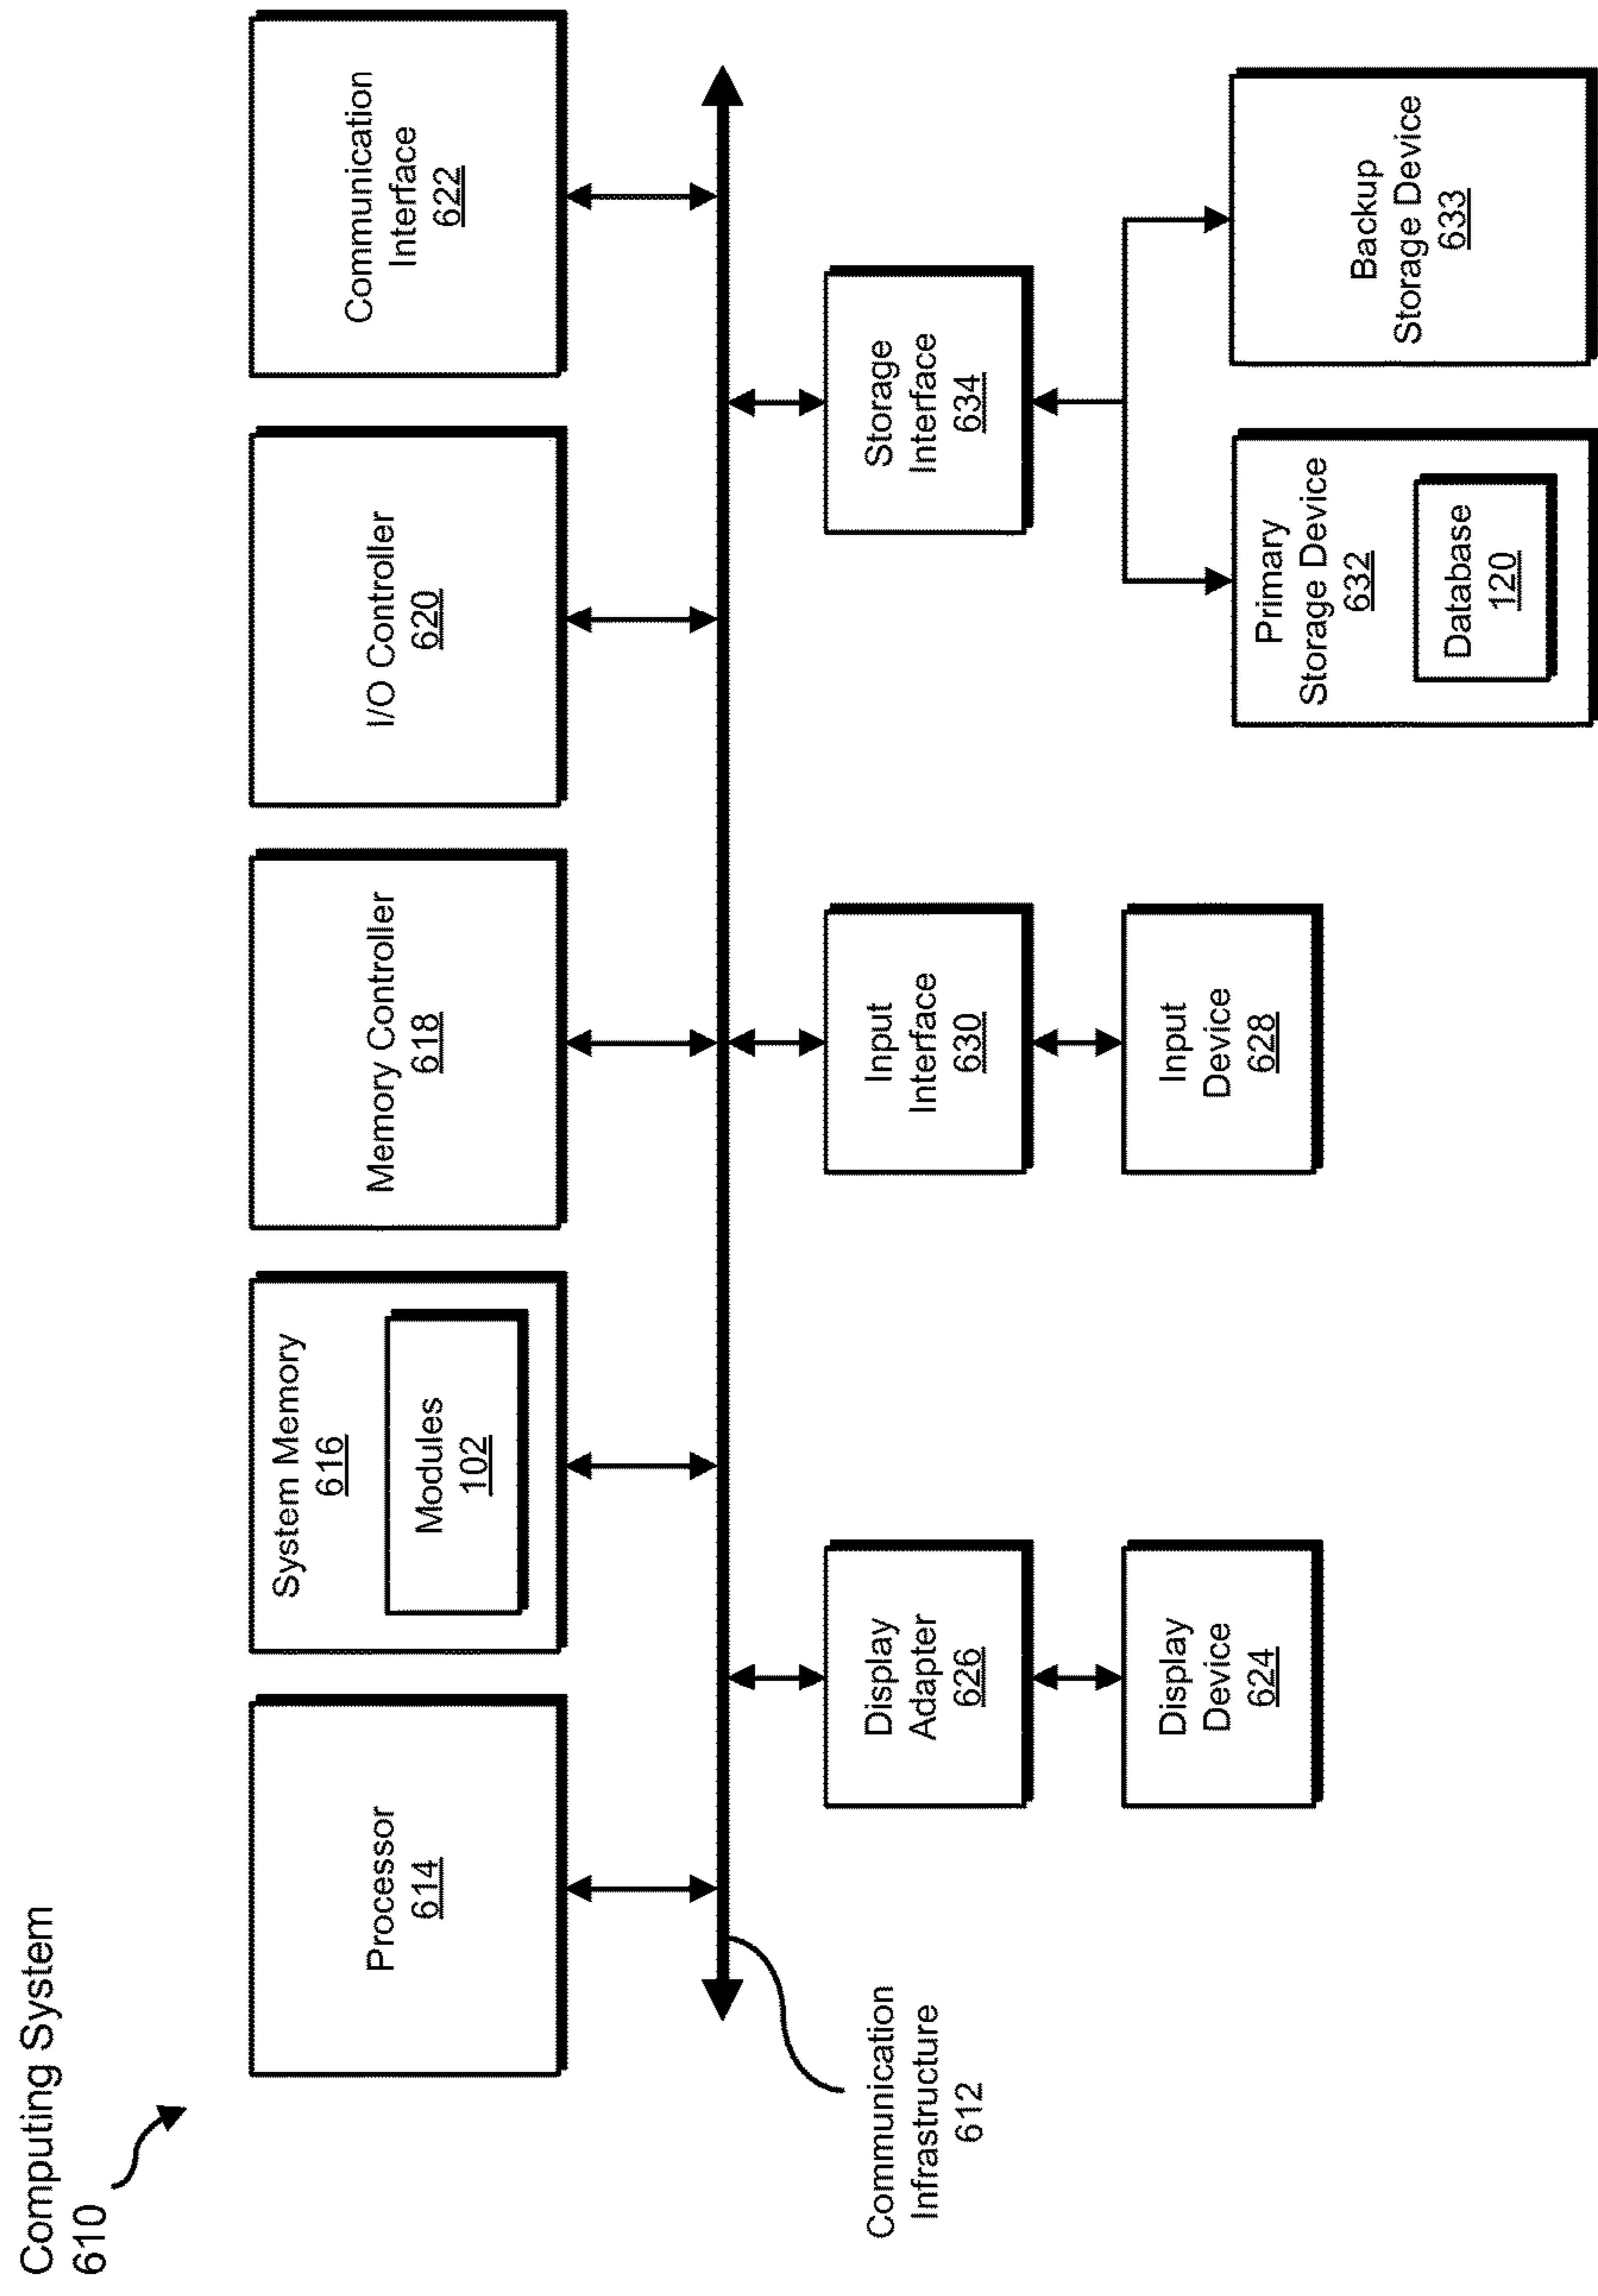 Computing System
610
Processor
614
System Memory
616
Modules
102
Memory Controller
618
I/O Controller
620
Communication
Interface
622
Communication
Infrastructure
612
Display
Adapter
626
Input
Interface
630
Storage
Interface
634
Display
Device
624
Input
Device
628
Primary
Storage Device
632
Database
120
Backup
Storage Device
633